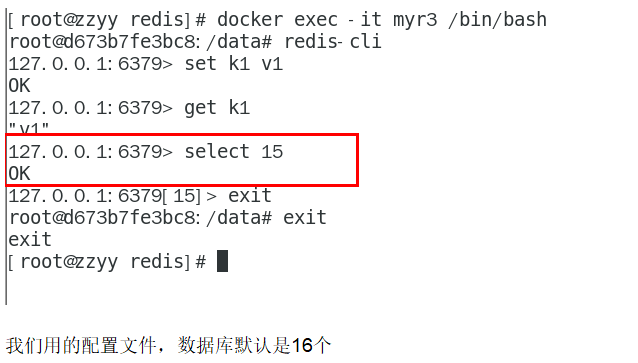 [root@zzyy redis]# docker exec -it myr3 /bin/bash
root@d673b7fe3bc8:/data# redis-cli
127.0.0.1:6379> set k1 v1
OK
127.0.0.1:6379> get k1
"v1"
127.0.0.1:6379> select 15
OK
127.0.0.1:6379[15]> exit
root@d673b7fe3bc8:/data# exit
exit
[root@zzyy redis]#
我们用的配置文件，数据库默认是16个